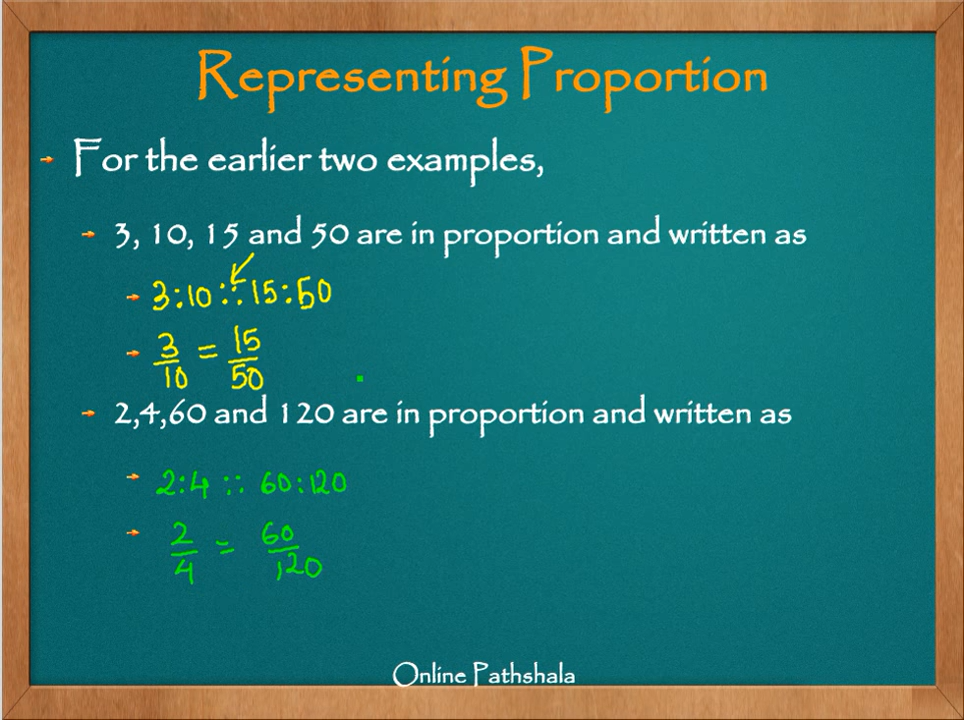 Representing Proportion
For the earlier two examples,
3, 10, 15 and 50 are in proportion and written as
3:10 :: 15:50
3/10 = 15/50
2,4,60 and 120 are in proportion and written as
2:4 :: 60:120
2/4 = 60/120
Online Pathshala